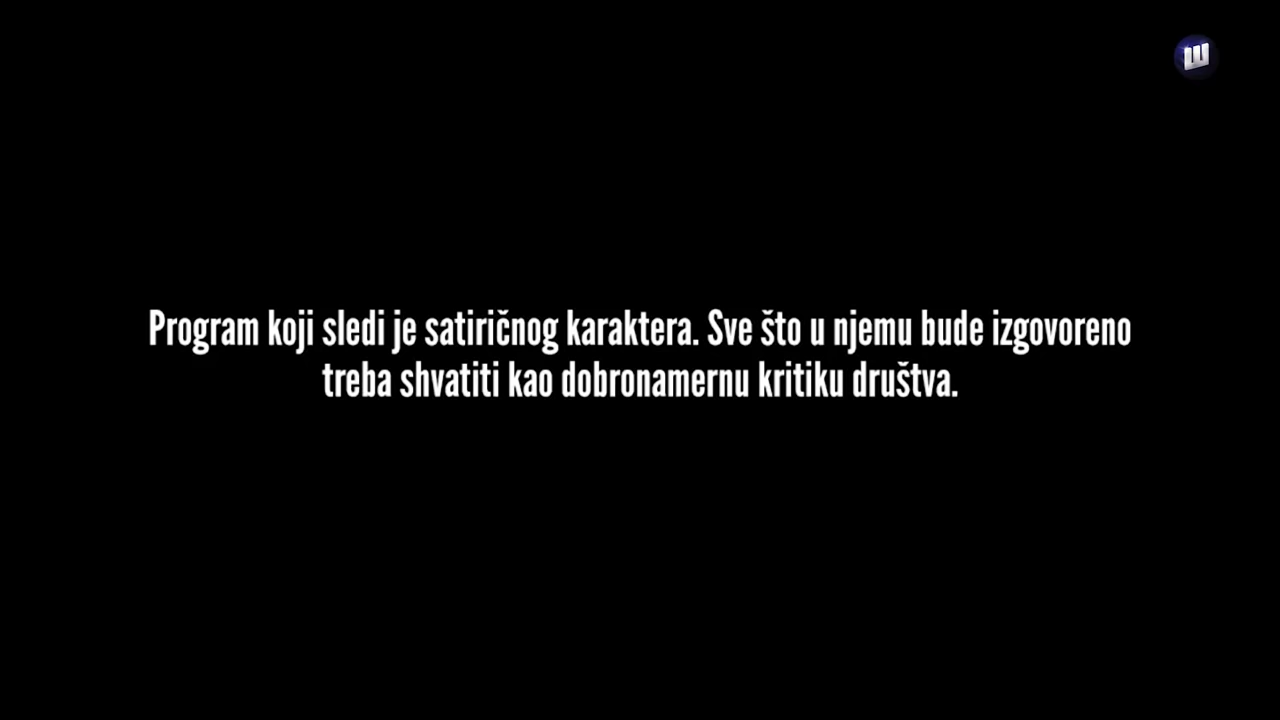 Program koji sledi je satiričnog karaktera. Sve što u njemu bude izgovoreno
treba shvatiti kao dobronamernu kritiku društva.